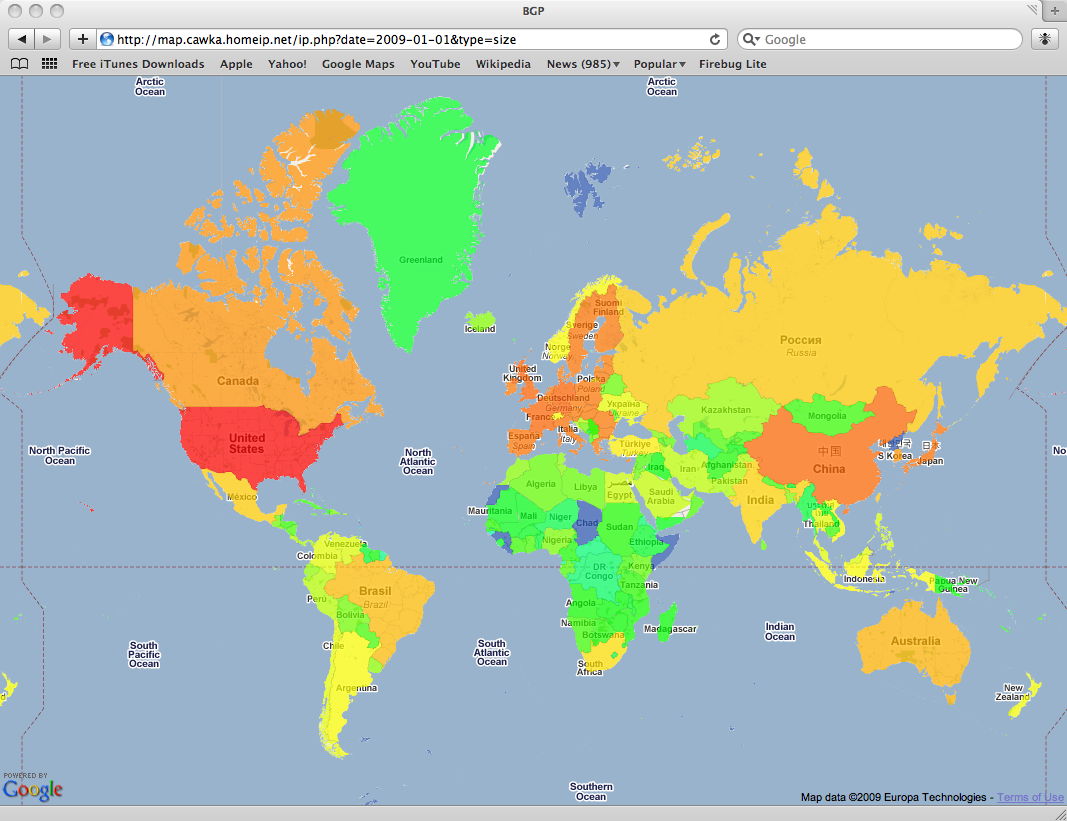 BGP
http://map.cawka.homeip.net/ip.php?date=2009-01-01&type=size
Google
Free iTunes Downloads
Apple
Yahoo!
Google Maps
YouTube
Wikipedia
News (985)
Popular
Firebug Lite
Arctic
Ocean
Arctic
Ocean
Greenland
Iceland
Suomi
Finland
Sverige
Sweden
Norge
Norway
Россия
Russia
United
Kingdom
Polska
Poland
Canada
Deutschland
Germany
Україна
Ukraine
France
Kazakhstan
Mongolia
Italia
Italy
España
Spain
Türkiye
Turkey
United
States
North Pacific
Ocean
North
Atlantic
Ocean
中国
China
S Korea
日本
Japan
No
Iraq
Iran
Afghanistan
Pakistan
Algeria
Libya
Egypt
Saudi
Arabia
India
México
Mauritania
Mali
Niger
Chad
Sudan
Thailand
Nigeria
Ethiopia
Venezuela
Colombia
DR
Congo
Kenya
Indonesia
Papua New
Guinea
Tanzania
Perú
Brasil
Brazil
Bolivia
Angola
Namibia
Botswana
Madagascar
Indian
Ocean
Australia
South
Pacific
Ocean
Chile
South
Atlantic
Ocean
South
Africa
Argentina
New
Zealand
d
POWERED BY
Google
Southern
Ocean
Map data ©2009 Europa Technologies - Terms of Use